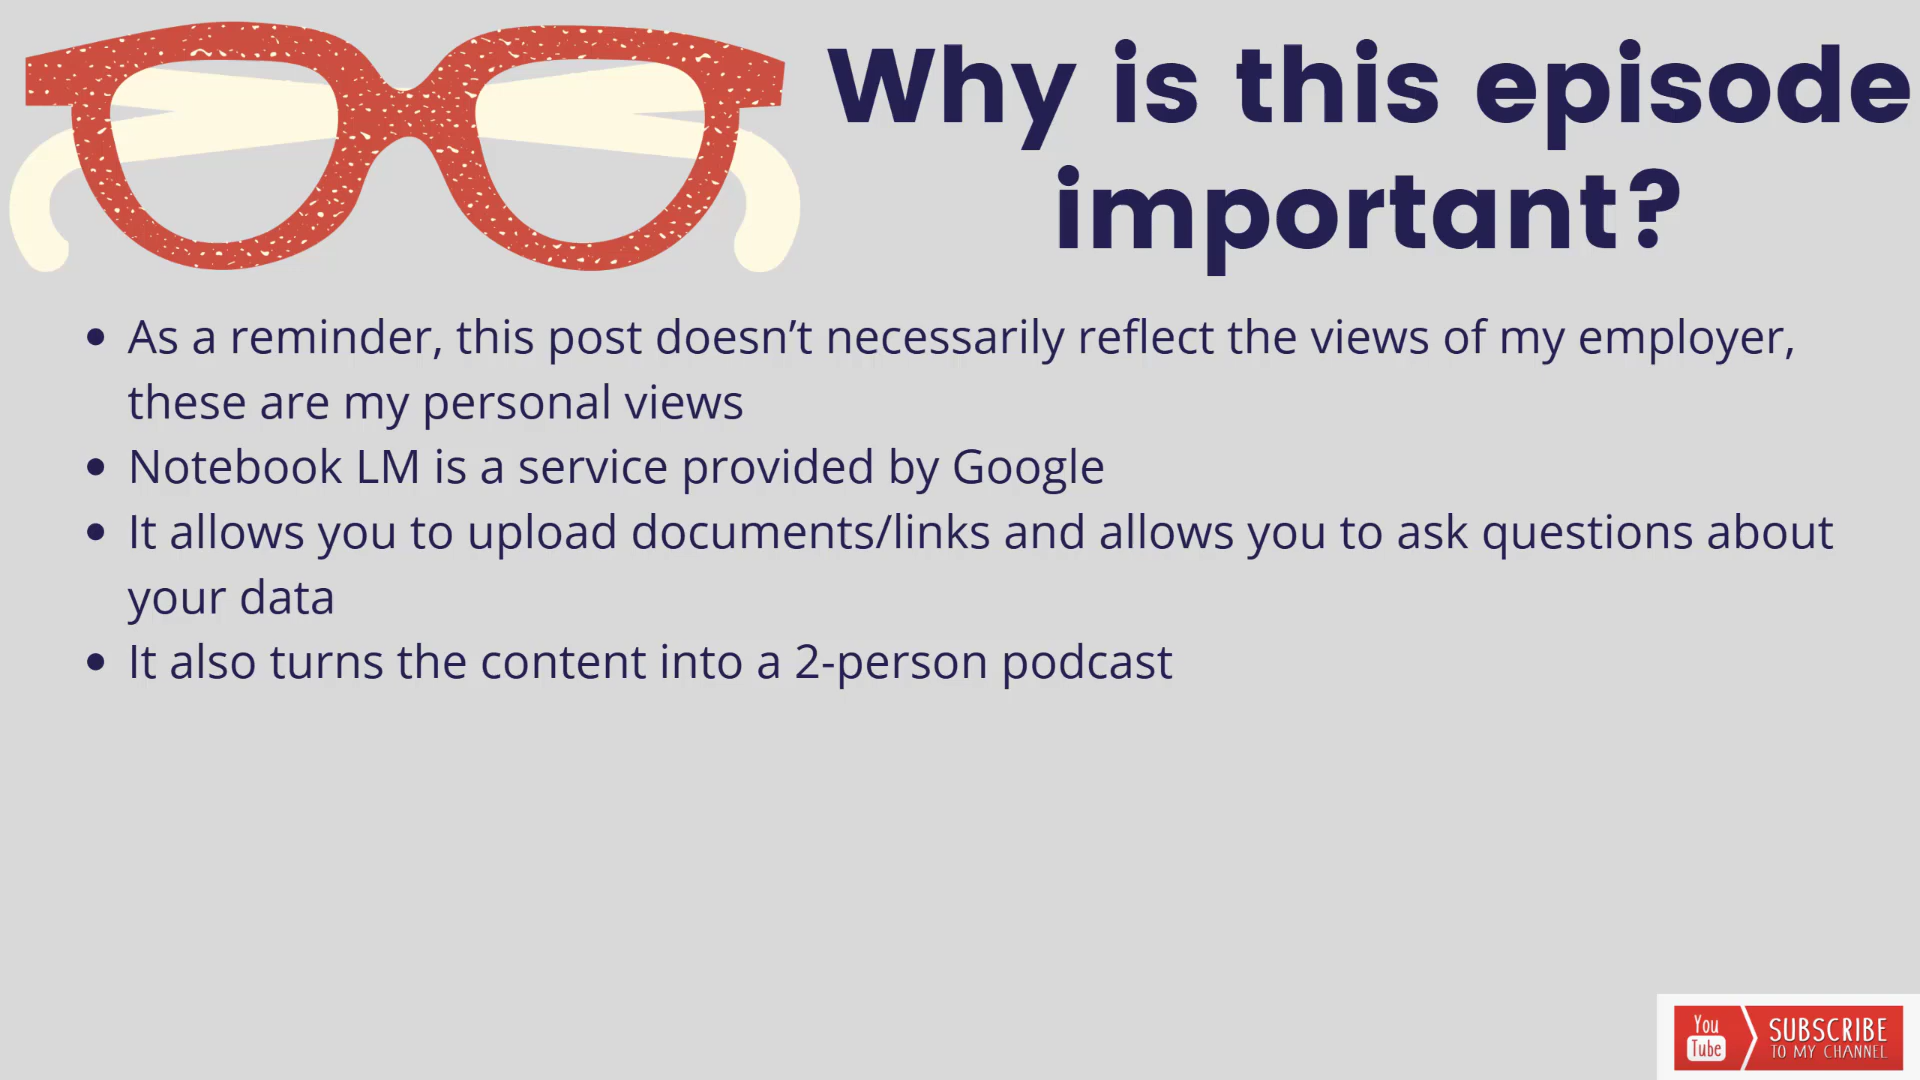 Why is this episode
important?
• As a reminder, this post doesn’t necessarily reflect the views of my employer,
these are my personal views
• Notebook LM is a service provided by Google
• It allows you to upload documents/links and allows you to ask questions about
your data
• It also turns the content into a 2-person podcast
You
Tube
SUBSCRIBE
TO MY CHANNEL